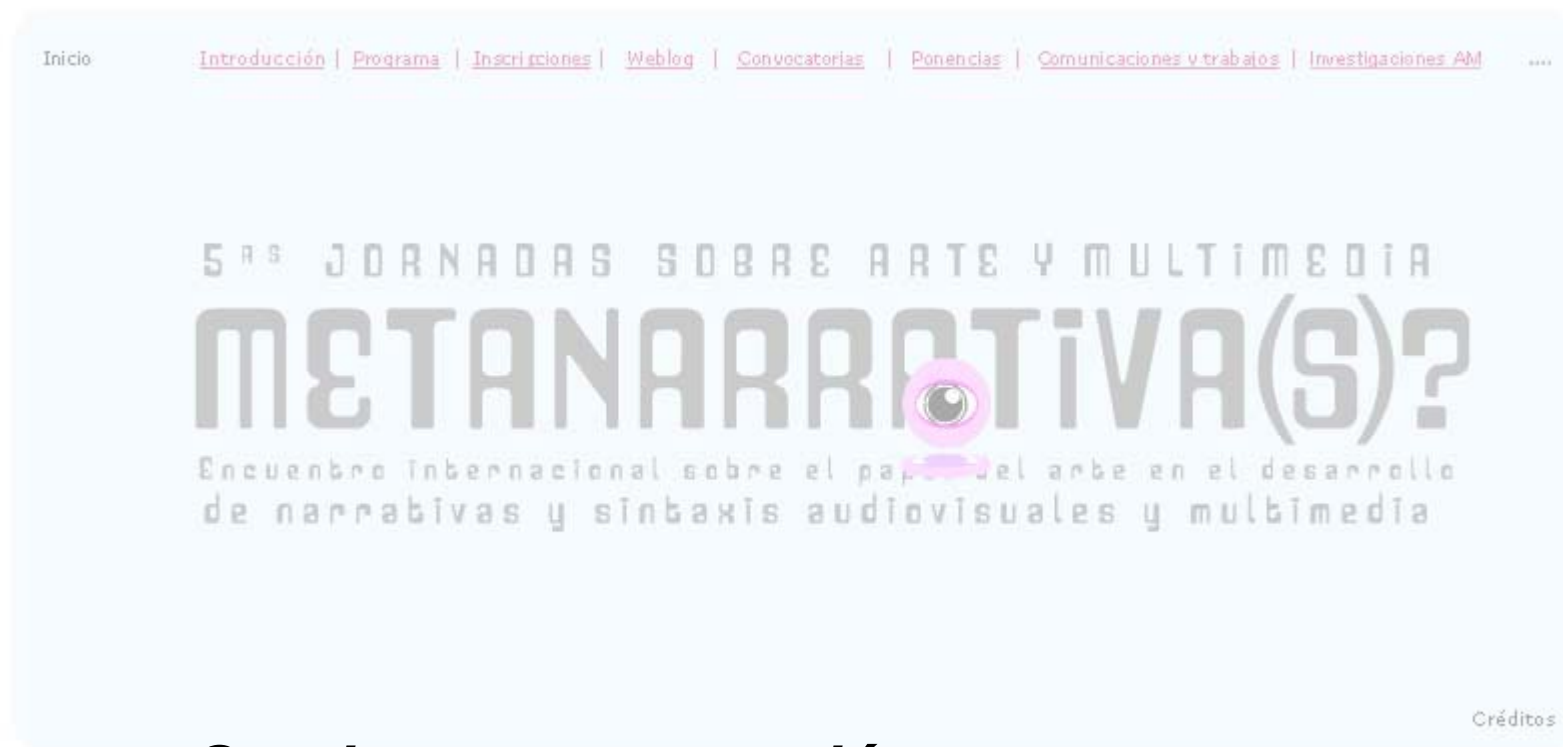 Inicio Introducción | Programa | Inscripciones | Weblog | Convocatorias | Ponencias | Comunicaciones y trabajos | Investigaciones AM ....
5AS JORNADAS SOBRE ARTE Y MULTiMEDiA
METANARRATiVA(S)?
Encuentro internacional sobre el del arte en el desarrollo
de narrativas y sintaxis audiovisuales y multimedia
Créditos